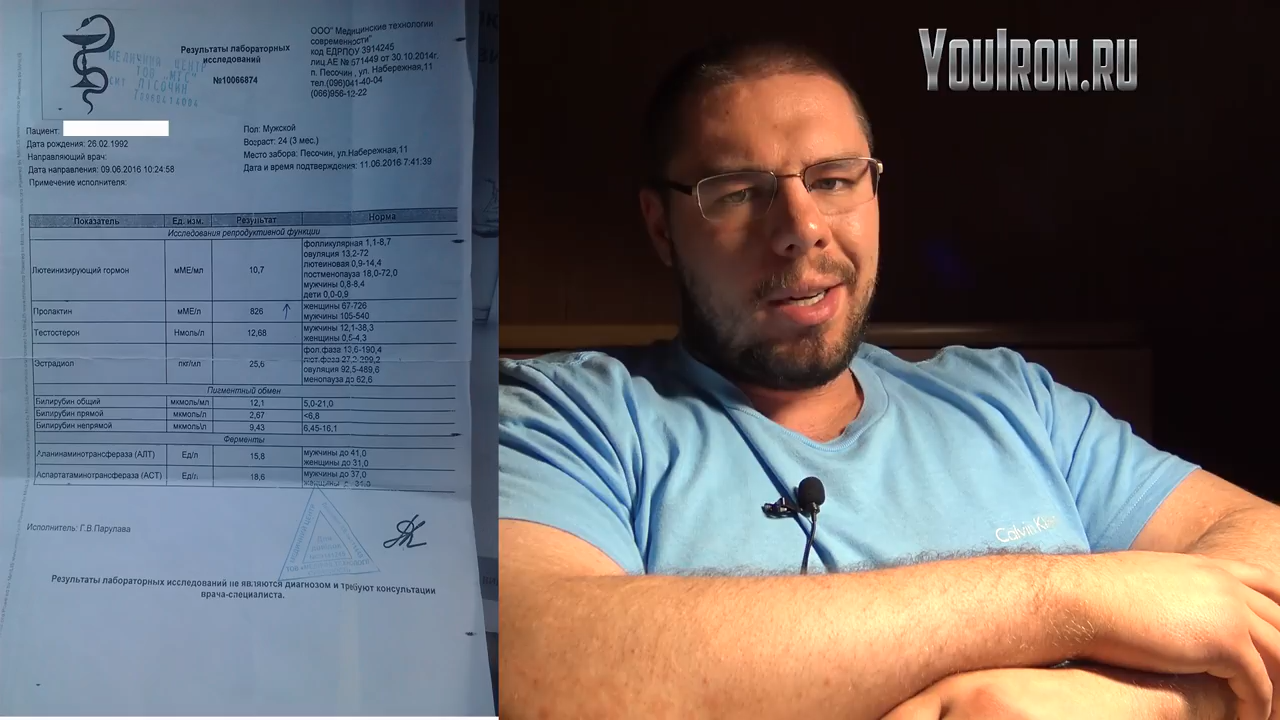 Результаты лабораторных
исследований
№10066874
ООО" Медицинские технологии
современности"
код ЕДРПОУ 3914245
лиц.АЕ № 571449 от 30.10.2014г.
п. Песочин , ул. Набережная,11
тел.(096)041-40-04
(066)956-12-22
Пациент:
Дата рождения: 26.02.1992
Направляющий врач:
Дата направления: 09.06.2016 10:24:58
Примечение исполнителя:
Пол: Мужской
Возраст: 24 (3 мес.)
Место забора: Песочин, ул.Набережная,11
Дата и время подтверждения: 11.06.2016 7:41:39
Показатель Ед. изм. Результат Норма
Исследования репродуктивной функции
Лютеинизирующий гормон мМЕ/мл 10,7
фолликулярная 1,1-8,7
овуляция 13,2-72
лютеиновая 0,9-14,4
постменопауза 18,0-72,0
мужчины 0,8-8,4
дети 0,0-0,9
Пролактин мМЕ/л 826 ↑
женщины 67-726
мужчины 105-540
Тестостерон Нмоль/л 12,68
мужчины 12,1-38,3
женщины 0,5-4,3
Эстрадиол пкг/мл 25,6
фол.фаза 13,6-190,4
овуляция 92,5-489,6
менопауза до 62,6
Пигментный обмен
Билирубин общий мкмоль/мл 12,1 5,0-21,0
Билирубин прямой мкмоль/л 2,67 <6,8
Билирубин непрямой мкмоль/л 9,43 6,45-16,1
Ферменты
Аланинаминотрансфераза (АЛТ) Ед/л 15,8
мужчины до 41,0
женщины до 31,0
Аспартатаминотрансфераза (АСТ) Ед/л 18,6
мужчины до 37,0
Исполнитель: Г.В.Парулава
Результаты лабораторных исследований не являются диагнозом и требуют консультации
врача-специалиста.
YouIron.ru
Calvin Klein